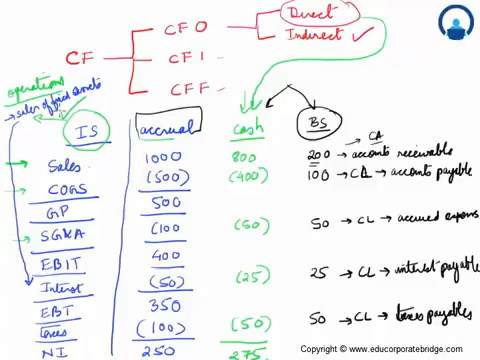 CF
CFO
CFI
CFF
Direct
Indirect ✓
operations
→ sales of fixed assets
IS accrual cash BS
→ CA
Sales 1000 800 200 → accounts receivable
COGS (500) (400) 100 → CL → accounts payable
GP 500
SG&A (100 (50) 50 → CL → accrued expens
EBIT 400
Interest (50) (25) 25 → CL → interest payable
EBT 350
Taxes (100) (50) 50 → CL → taxes payables
NI 250 275
Copyright © www.educorporatebridge.com